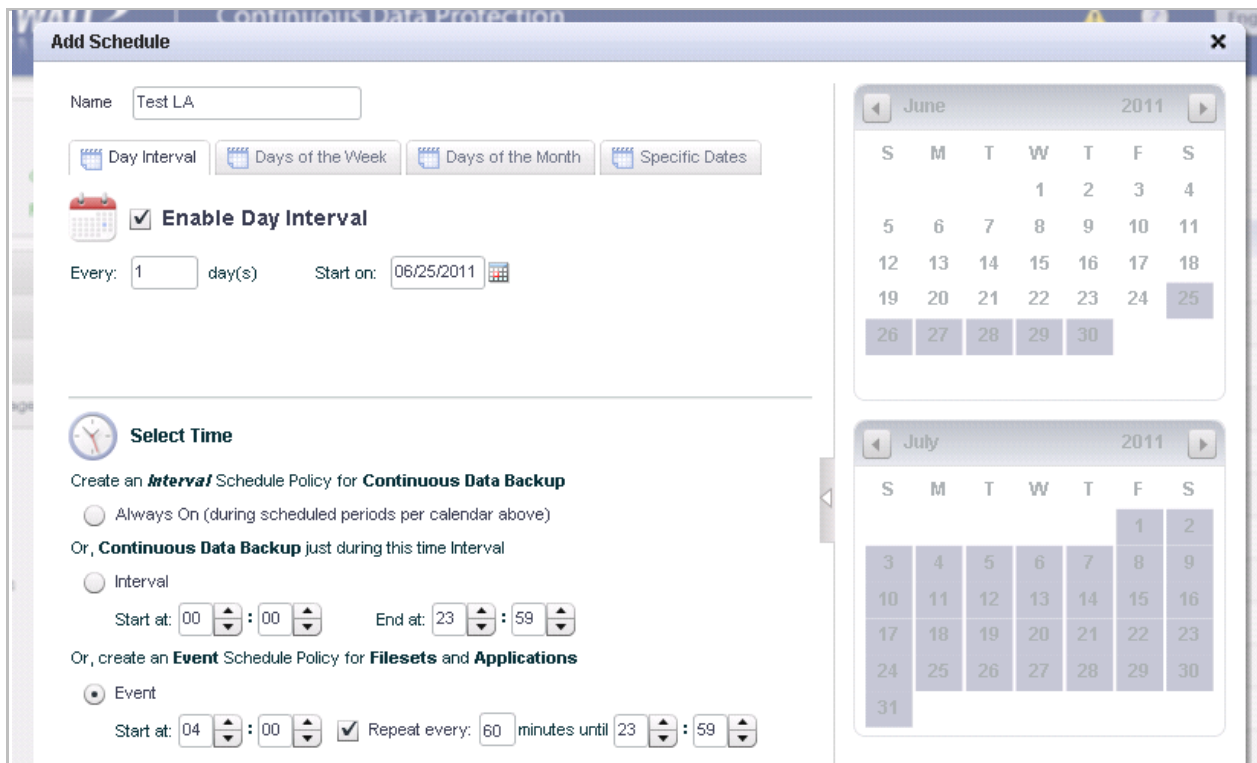 Continuous Data Protection
Add Schedule
Name Test LA
Day Interval Days of the Week Days of the Month Specific Dates
Enable Day Interval
Every: 1 day(s) Start on: 06/25/2011
Select Time
Create an Interval Schedule Policy for Continuous Data Backup
Always On (during scheduled periods per calendar above)
Or, Continuous Data Backup just during this time Interval
Interval
Start at: 00 : 00 End at: 23 : 59
Or, create an Event Schedule Policy for Filesets and Applications
Event
Start at: 04 : 00 Repeat every: 60 minutes until 23 : 59
June 2011
S M T W T F S
1 2 3 4
5 6 7 8 9 10 11
12 13 14 15 16 17 18
19 20 21 22 23 24 25
26 27 28 29 30
July 2011
S M T W T F S
1 2
3 4 5 6 7 8 9
10 11 12 13 14 15 16
17 18 19 20 21 22 23
24 25 26 27 28 29 30
31